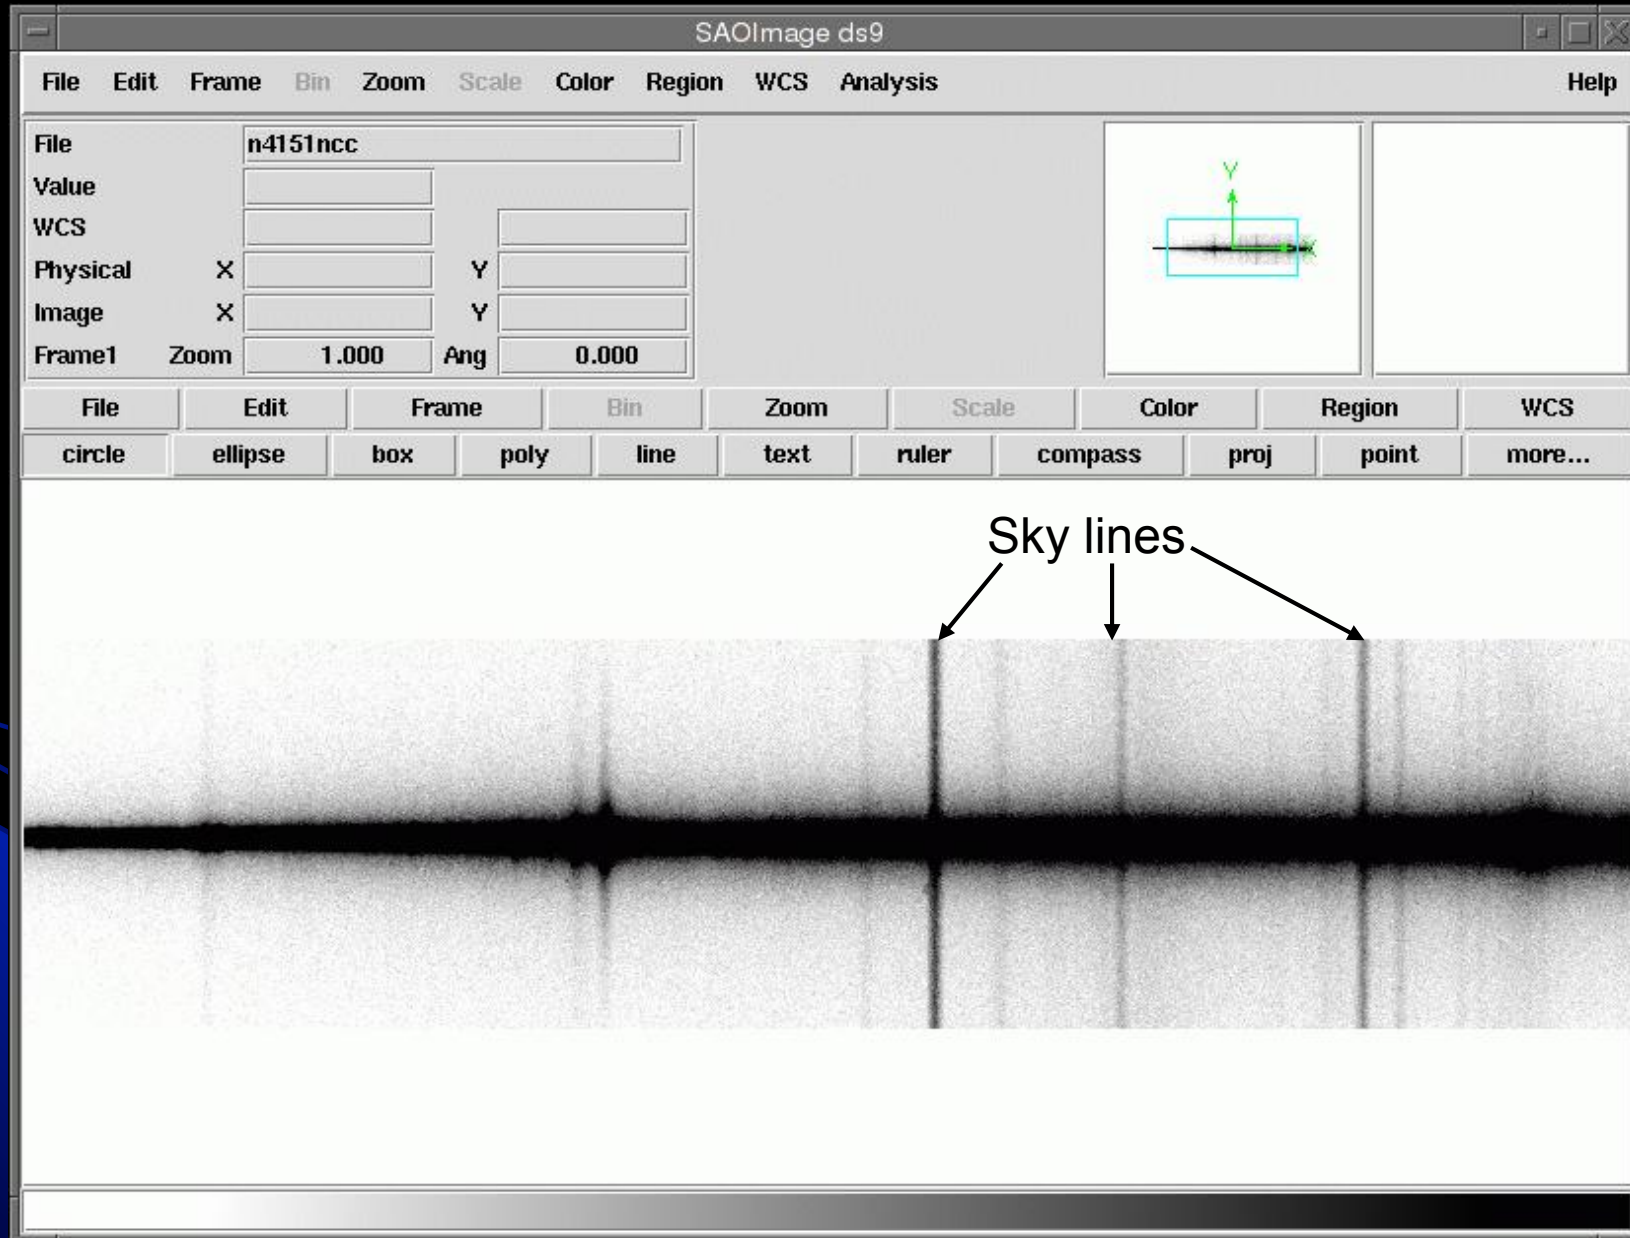 SAOImage ds9
File Edit Frame Bin Zoom Scale Color Region WCS Analysis Help
File n4151ncc
Value
WCS
Physical X Y
Image X Y
Frame1 Zoom 1.000 Ang 0.000
Y
X
File Edit Frame Bin Zoom Scale Color Region WCS
circle ellipse box poly line text ruler compass proj point more...
Sky lines